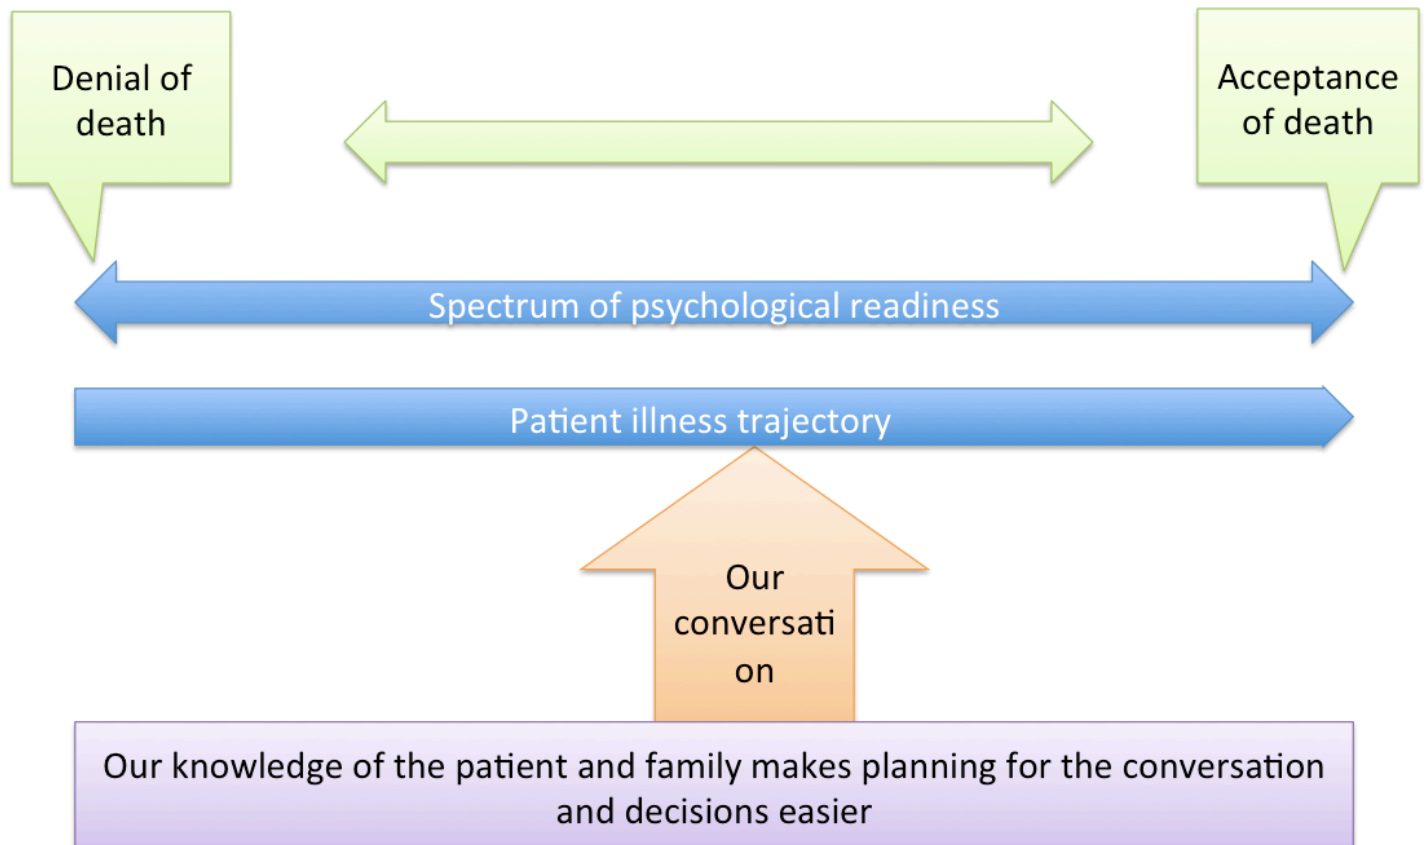 Denial of
death
Acceptance
of death
Spectrum of psychological readiness
Patient illness trajectory
Our
conversati
on
Our knowledge of the patient and family makes planning for the conversation
and decisions easier